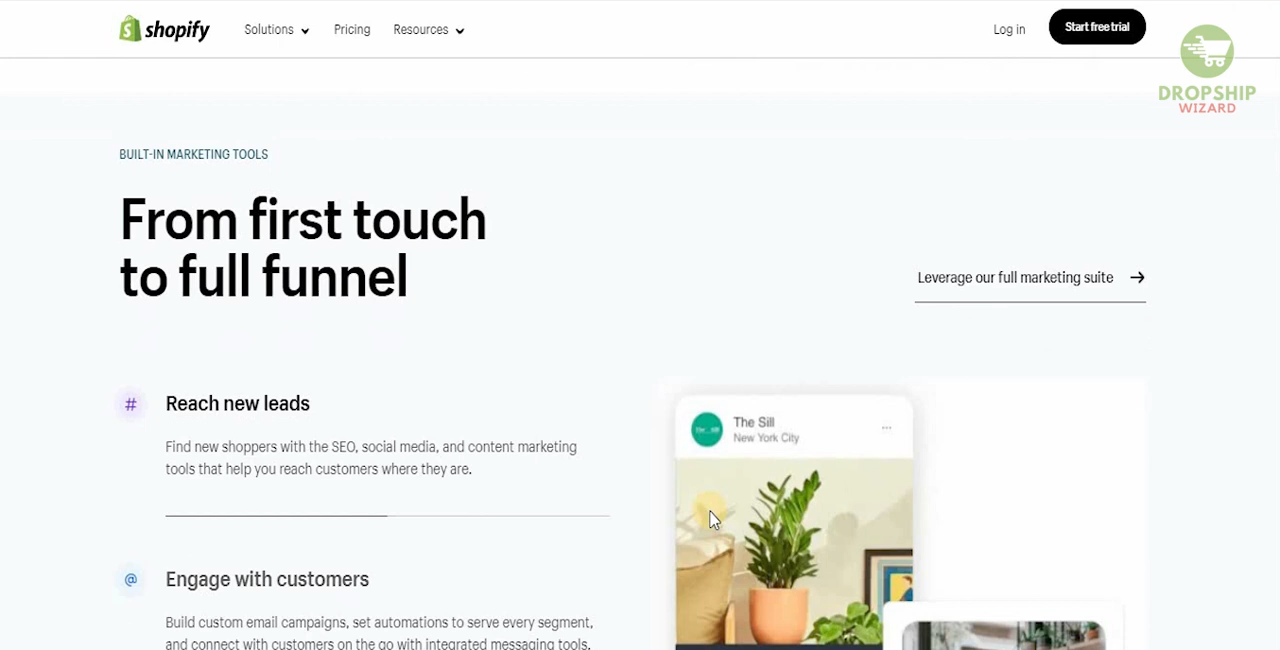 shopify
Solutions
Pricing
Resources
Log in
Start free trial
DROPSHIP
WIZARD
BUILT-IN MARKETING TOOLS
From first touch
to full funnel
Leverage our full marketing suite
# Reach new leads
Find new shoppers with the SEO, social media, and content marketing
tools that help you reach customers where they are.
The Sill
New York City
@ Engage with customers
Build custom email campaigns, set automations to serve every segment,
and connect with customers on the go with integrated messaging tools.